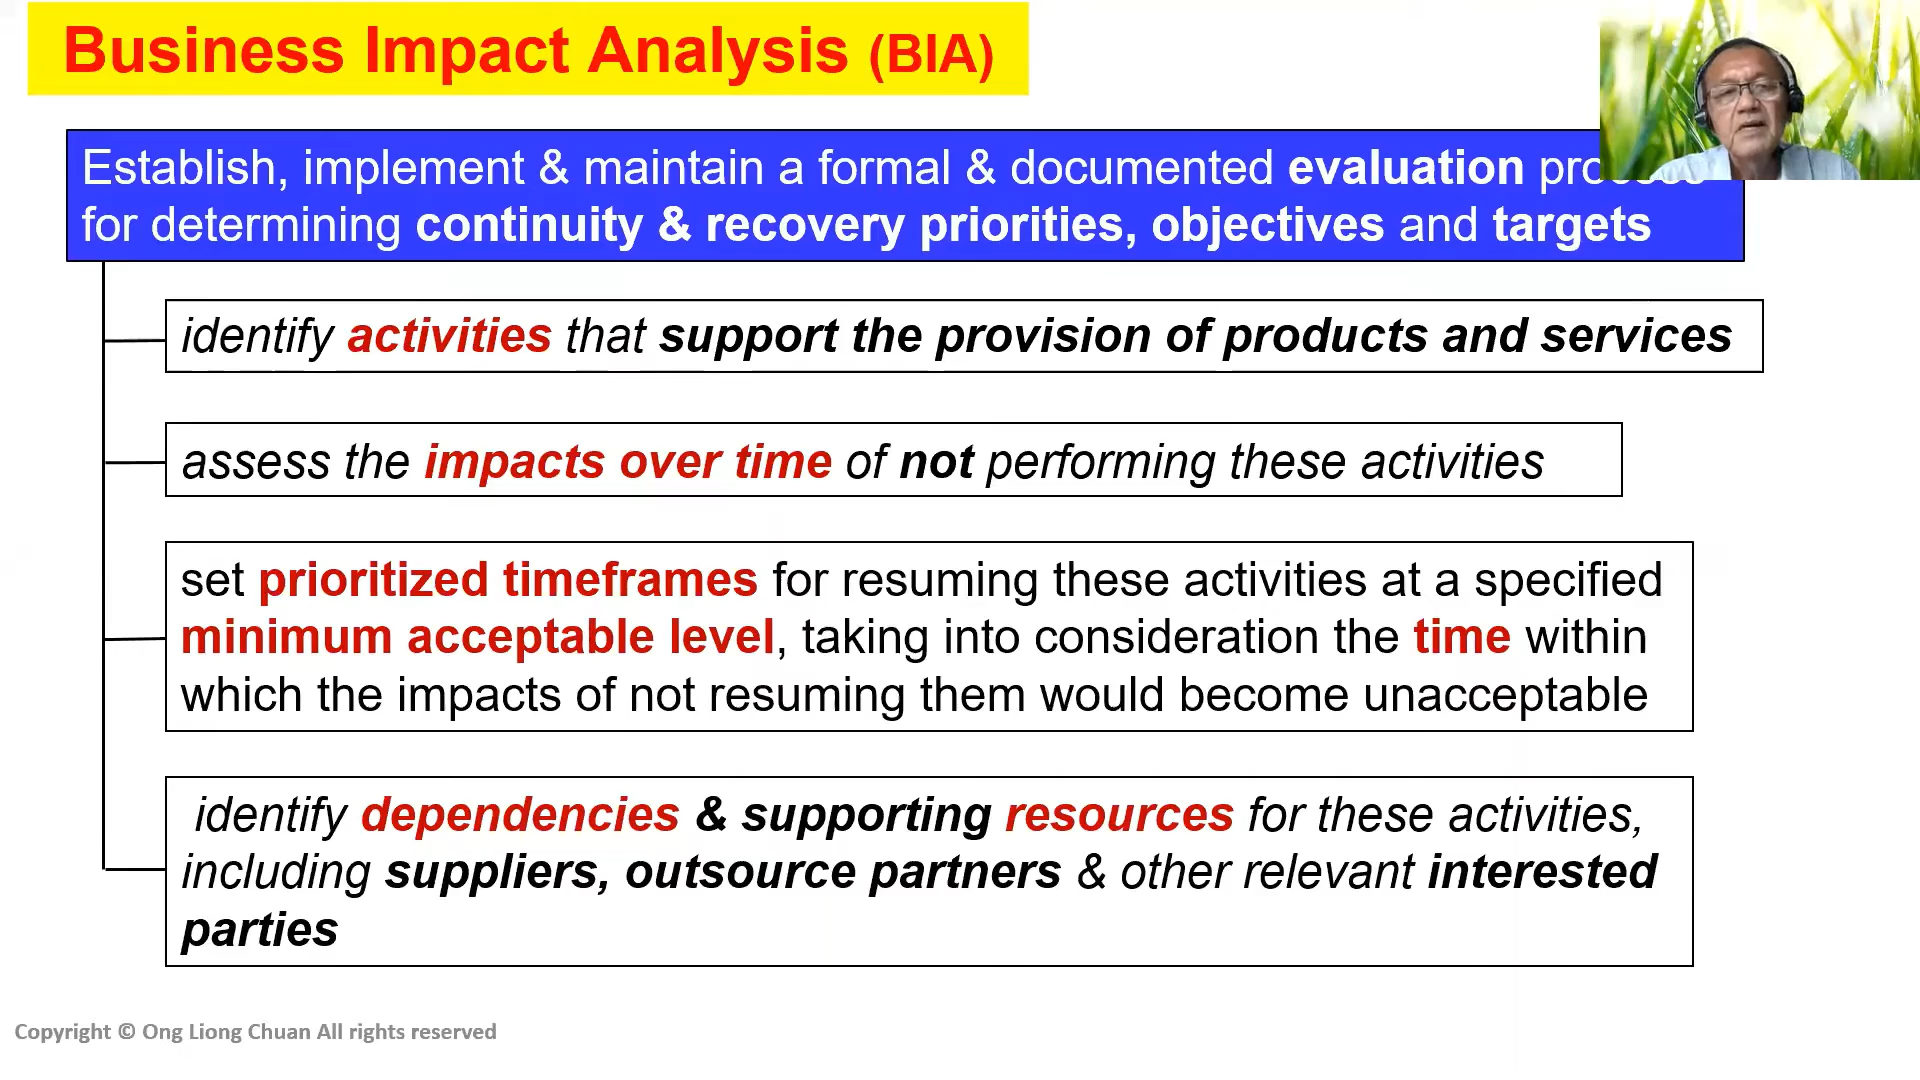 Business Impact Analysis (BIA)
Establish, implement & maintain a formal & documented evaluation
for determining continuity & recovery priorities, objectives and targets
identify activities that support the provision of products and services
assess the impacts over time of not performing these activities
set prioritized timeframes for resuming these activities at a specified
minimum acceptable level, taking into consideration the time within
which the impacts of not resuming them would become unacceptable
identify dependencies & supporting resources for these activities,
including suppliers, outsource partners & other relevant interested
parties
Copyright © Ong Liong Chuan All rights reserved